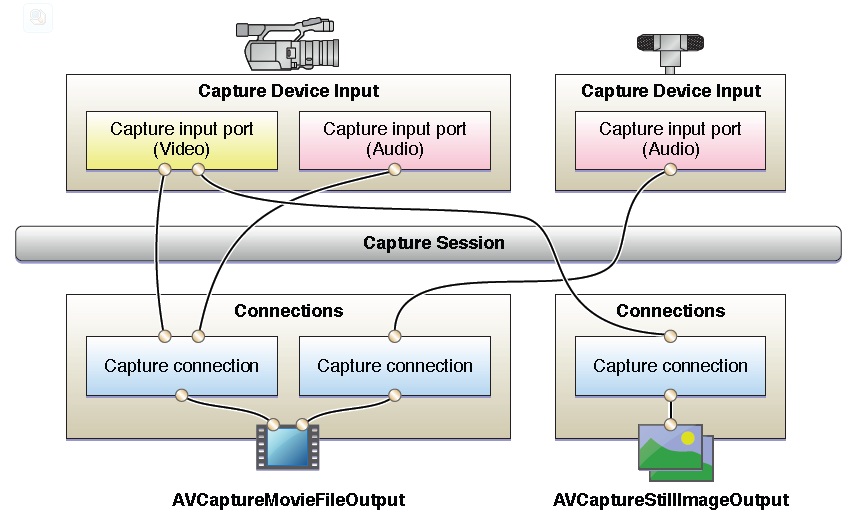 Capture Device Input
Capture Device Input
Capture input port
(Video)
Capture input port
(Audio)
Capture input port
(Audio)
Capture Session
Connections
Connections
Capture connection
Capture connection
Capture connection
AVCaptureMovieFileOutput
AVCaptureStillImageOutput